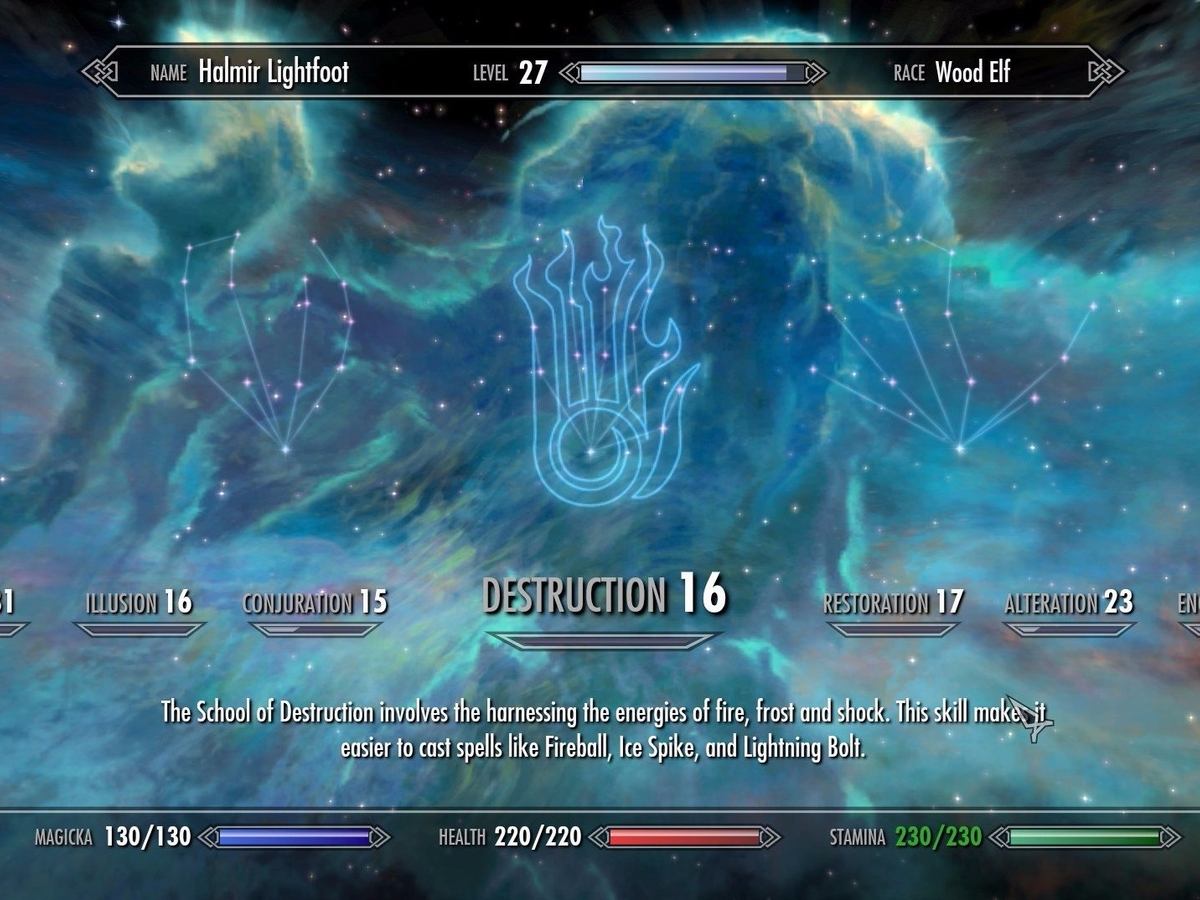 NAME Halmir Lightfoot LEVEL 27 RACE Wood Elf
ILLUSION 16 CONJURATION 15 DESTRUCTION 16 RESTORATION 17 ALTERATION 23
The School of Destruction involves the harnessing the energies of fire, frost and shock. This skill makes it
easier to cast spells like Fireball, Ice Spike, and Lightning Bolt.
MAGICKA 130/130 HEALTH 220/220 STAMINA 230/230